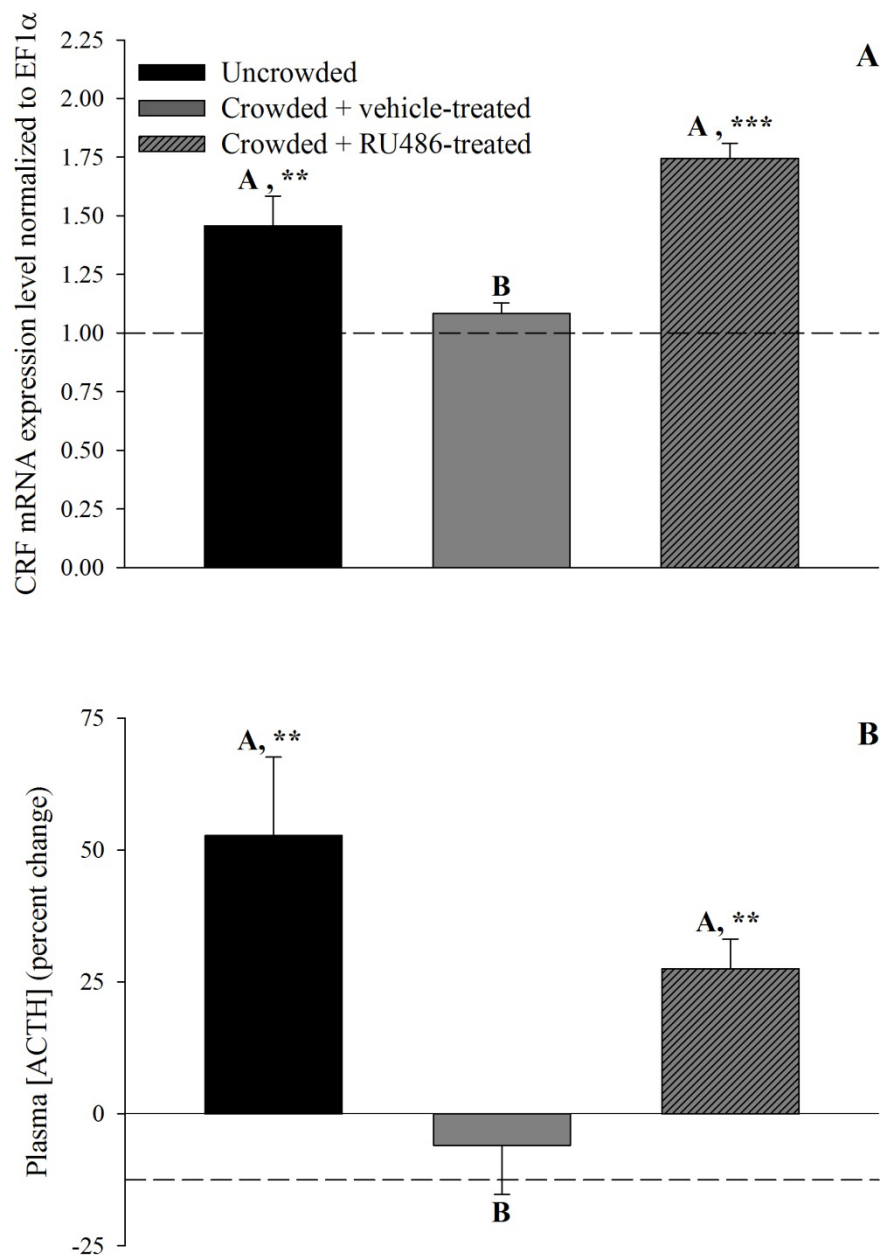 CRF mRNA expression level normalized to EF1α
2.25
2.00
1.75
1.50
1.25
1.00
0.75
0.50
0.25
0.00
A
Uncrowded
Crowded + vehicle-treated
Crowded + RU486-treated
A , **
B
A , ***
Plasma [ACTH] (percent change)
75
50
25
0
-25
B
A, **
B
A, **